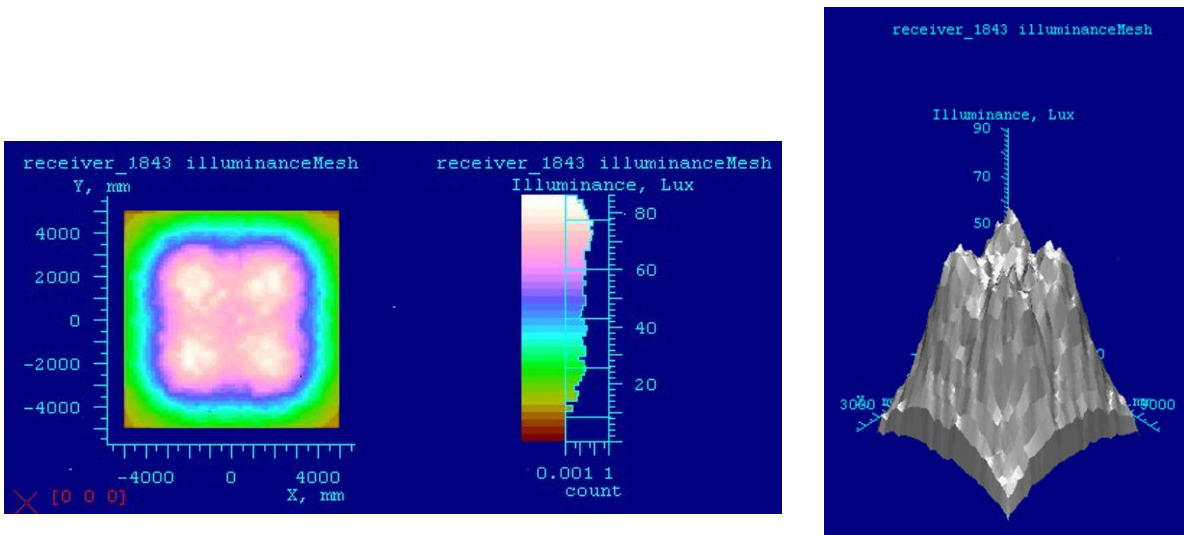 receiver_1843 illuminanceMesh
Y, mm
4000
2000
0
-2000
-4000
-4000 0 4000
X, mm
[0 0 0]
receiver_1843 illuminanceMesh
Illuminance, Lux
80
60
40
20
0.001 1
count
receiver_1843 illuminanceMesh
Illuminance, Lux
90
70
50